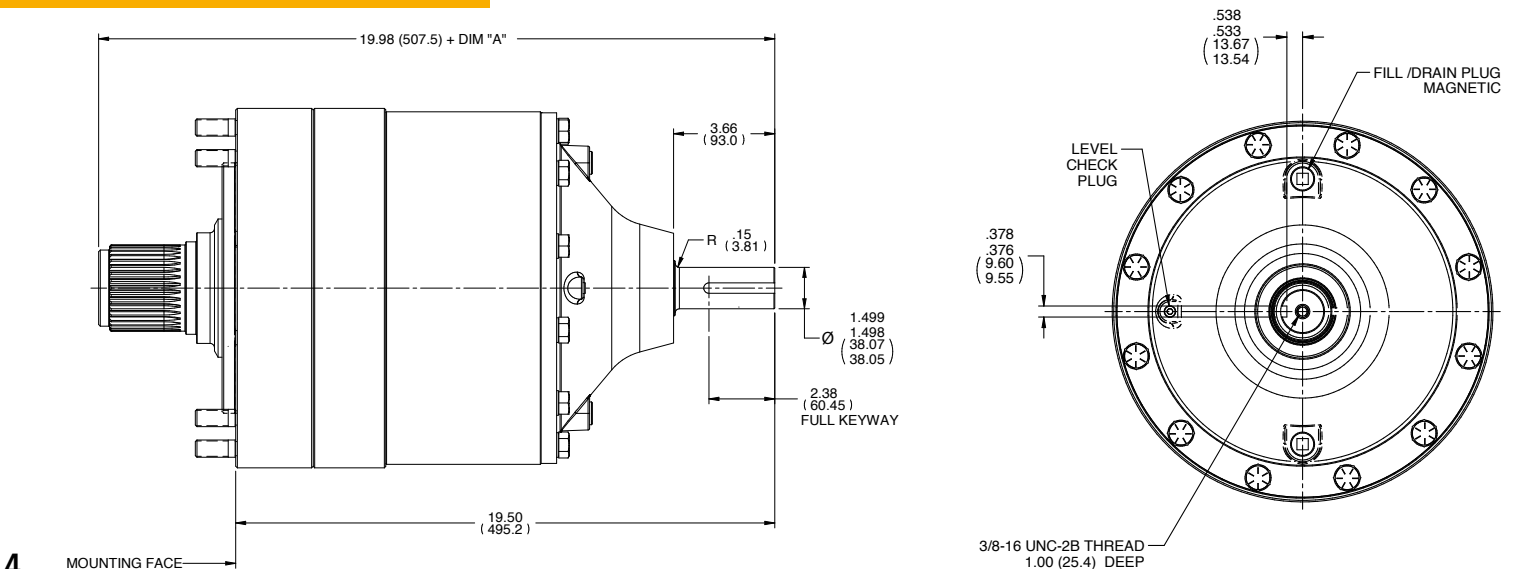 19.98 (507.5) + DIM "A"
3.66
( 93.0 )
R .15
( 3.81 )
1.499
1.498
Ø ( 38.07 )
38.05
2.38
( 60.45 )
FULL KEYWAY
19.50
( 495.2 )
4
MOUNTING FACE
.538
.533
( 13.67 )
13.54
FILL /DRAIN PLUG
MAGNETIC
LEVEL
CHECK
PLUG
.378
.376
( 9.60 )
9.55
3/8-16 UNC-2B THREAD
1.00 (25.4) DEEP